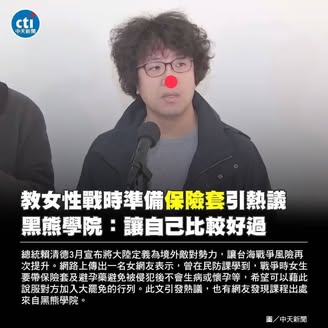 cti
中天新聞
教女性戰時準備保險套引熱議
黑熊學院：讓自己比較好過
總統賴清德3月宣布將大陸定義為境外敵對勢力，讓台海戰爭風險再
次提升。網路上傳出一名女網友表示，曾在民防課學到，戰爭時女生
要帶保險套及避孕藥避免被侵犯後不會生病或懷孕等，希望可以藉此
說服對方加入大罷免的行列。此文引發熱議，也有網友發現課程出處
來自黑熊學院。
圖／中天新聞